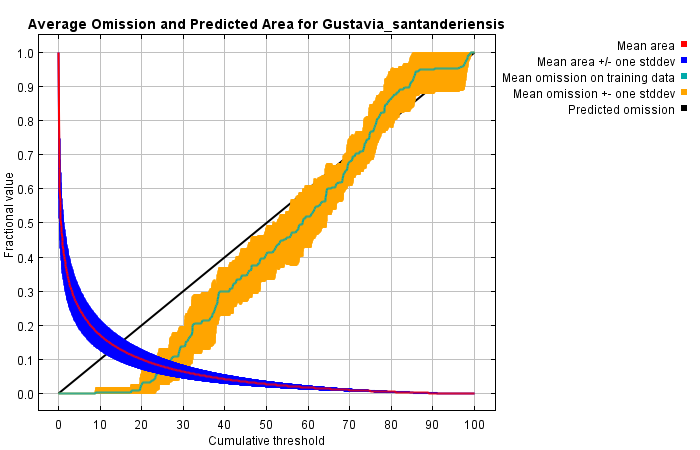 Average Omission and Predicted Area for Gustavia_santanderiensis
Mean area
Mean area +/- one stddev
Mean omission on training data
Mean omission +- one stddev
Predicted omission
Fractional value
1.0
0.9
0.8
0.7
0.6
0.5
0.4
0.3
0.2
0.1
0.0
0 10 20 30 40 50 60 70 80 90 100
Cumulative threshold